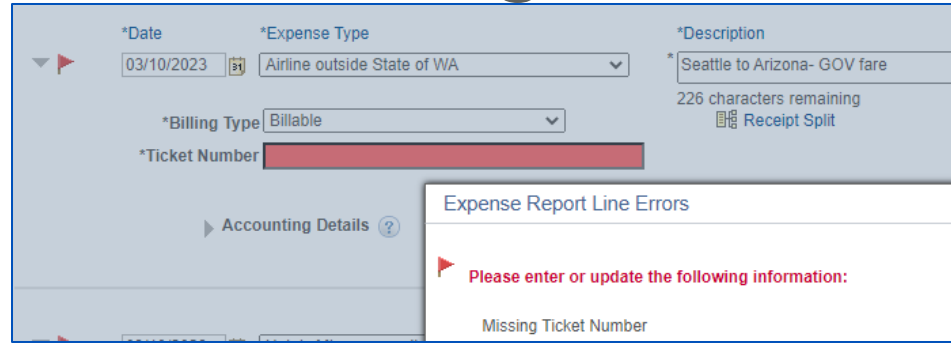 *Date *Expense Type *Description
03/10/2023 31 Airline outside State of WA * Seattle to Arizona- GOV fare
226 characters remaining
*Billing Type Billable Receipt Split
*Ticket Number
Accounting Details ?
Expense Report Line Errors
Please enter or update the following information:
Missing Ticket Number